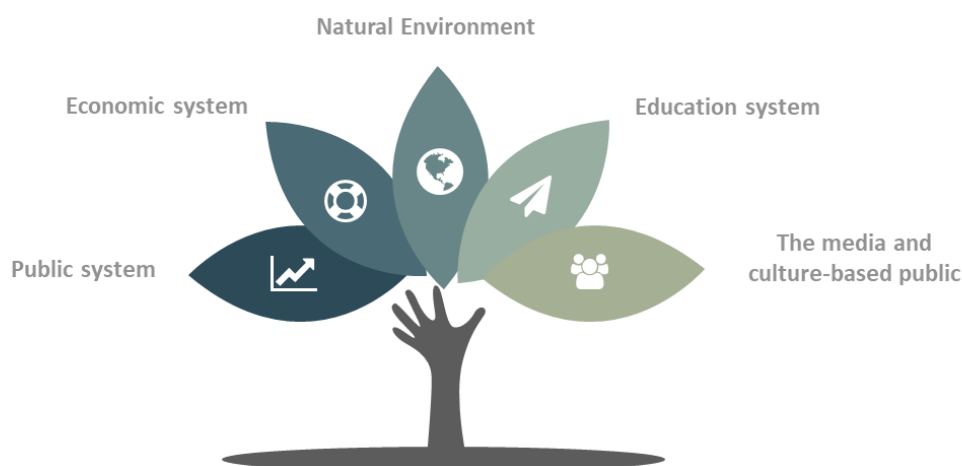 Natural Environment
Economic system
Education system
Public system
The media and
culture-based public